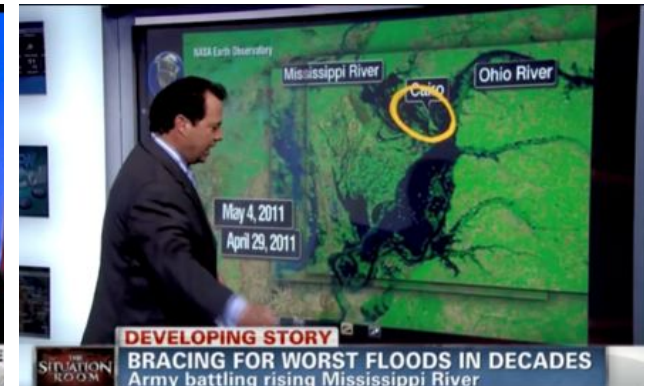 NASA Earth Observatory
Mississippi River
Ohio River
Cairo
May 4, 2011
April 29, 2011
DEVELOPING STORY
THE
SITUATION
ROOM
BRACING FOR WORST FLOODS IN DECADES
Army battling rising Mississippi River